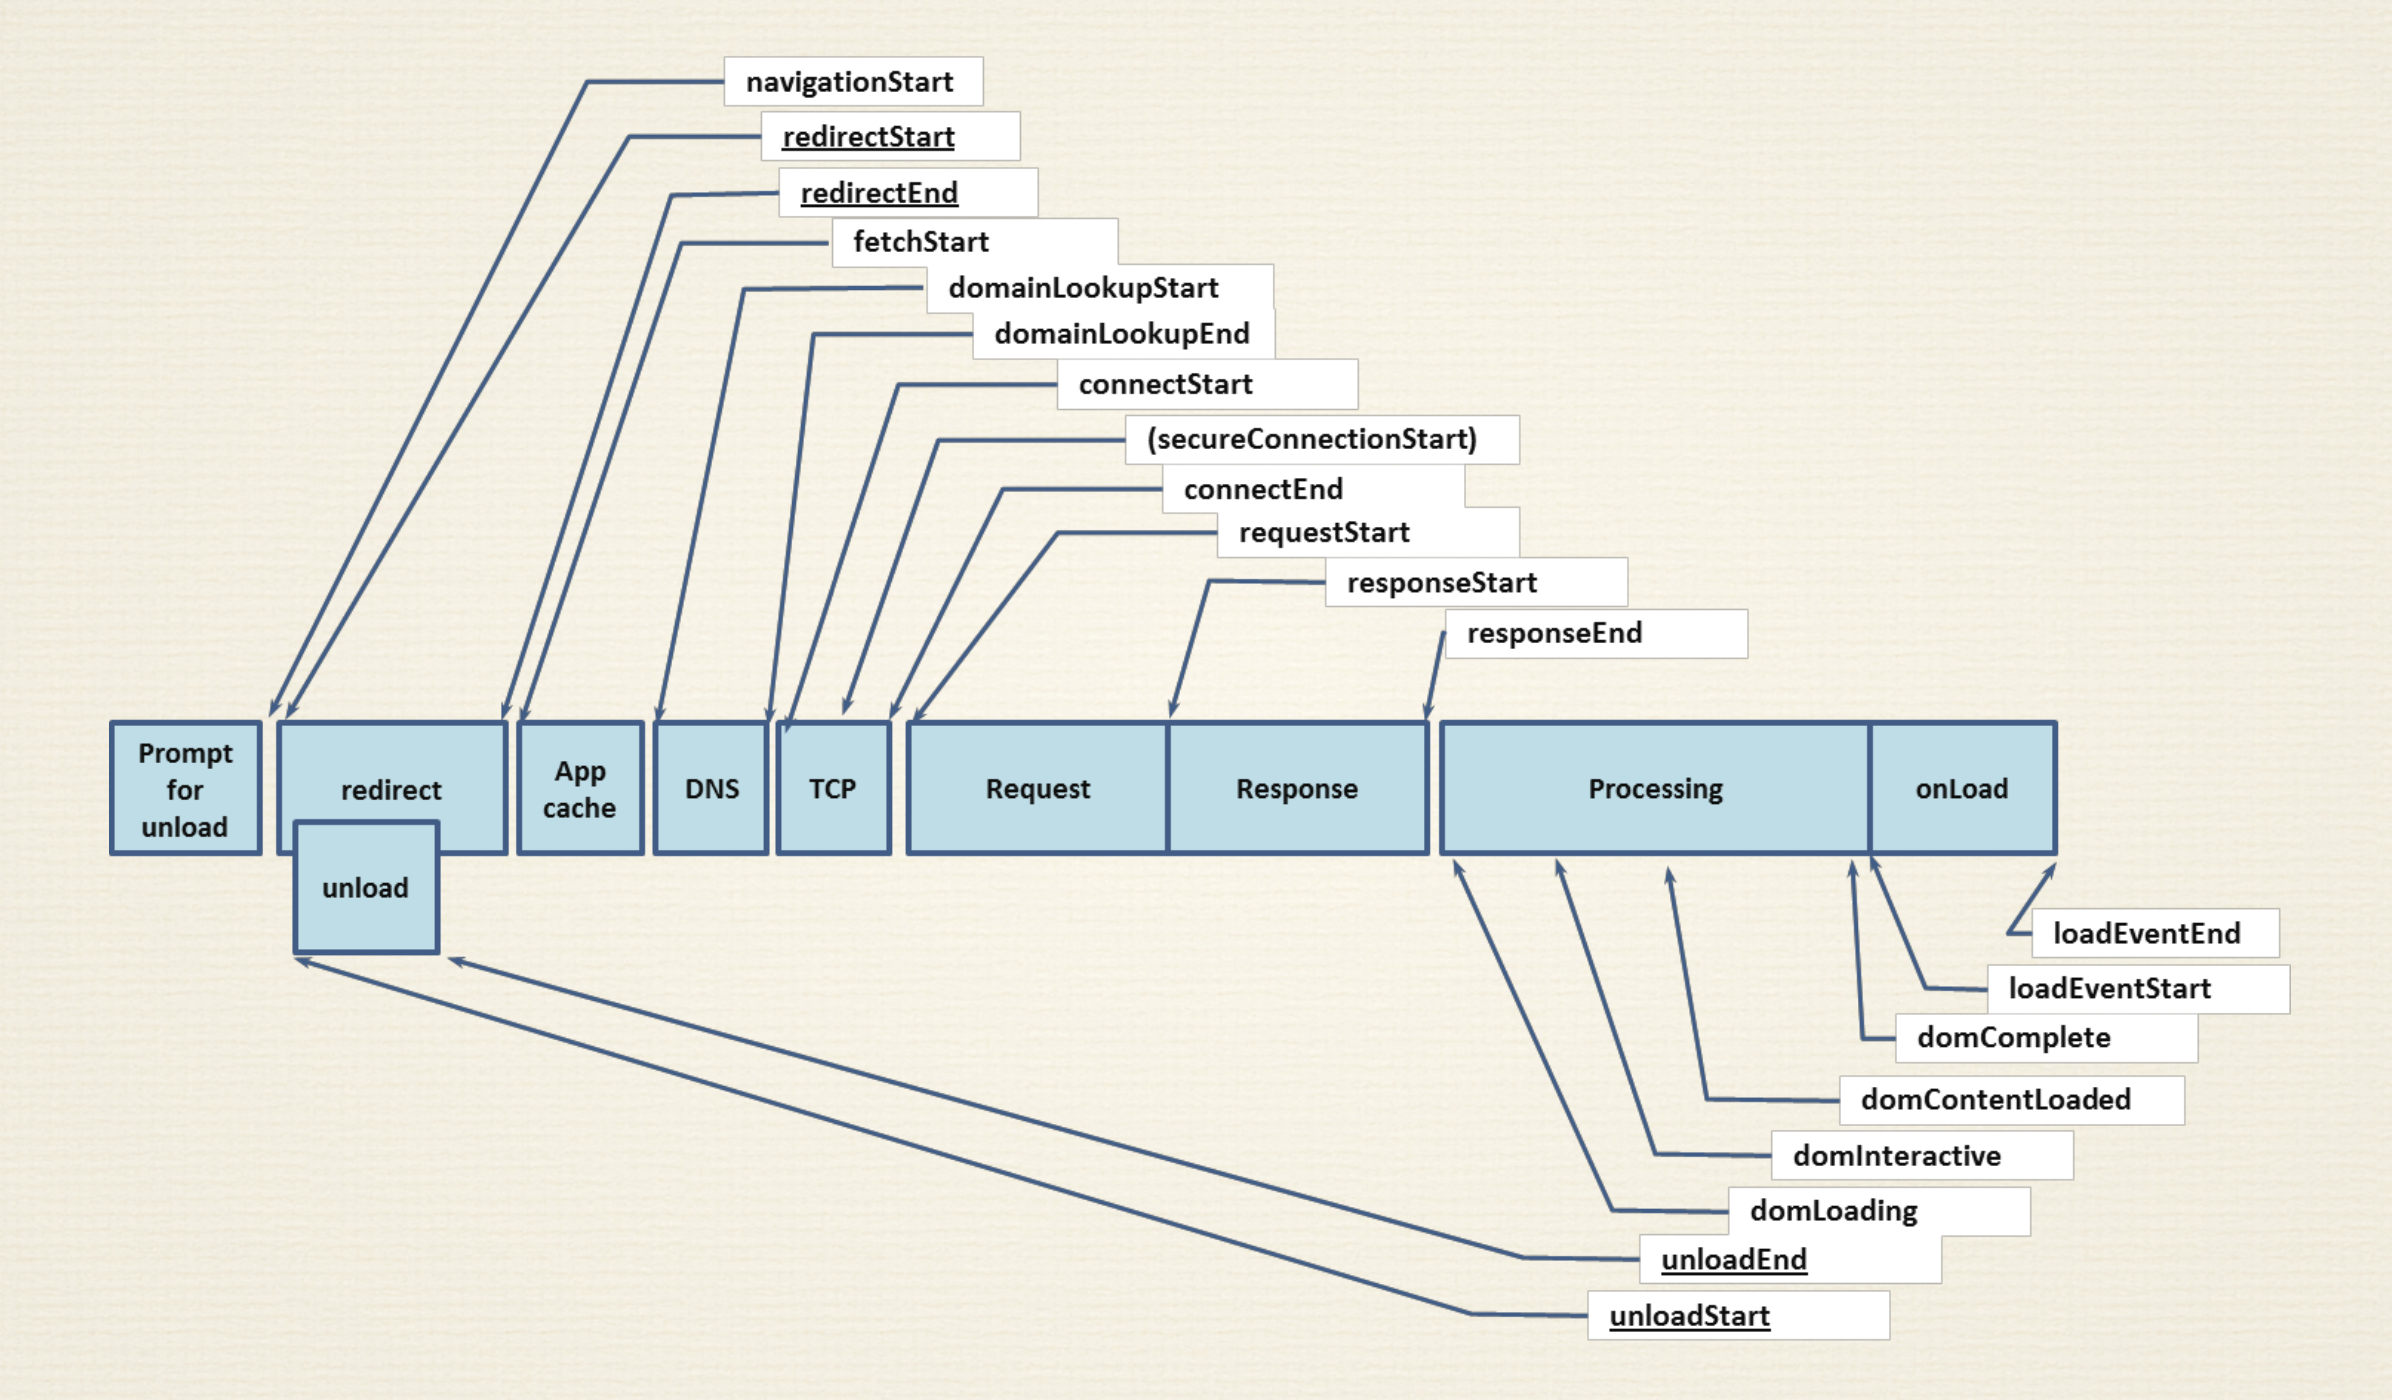 navigationStart
redirectStart
redirectEnd
fetchStart
domainLookupStart
domainLookupEnd
connectStart
(secureConnectionStart)
connectEnd
requestStart
responseStart
responseEnd
Prompt
for
unload
redirect
unload
App
cache
DNS
TCP
Request
Response
Processing
onLoad
loadEventEnd
loadEventStart
domComplete
domContentLoaded
domInteractive
domLoading
unloadEnd
unloadStart